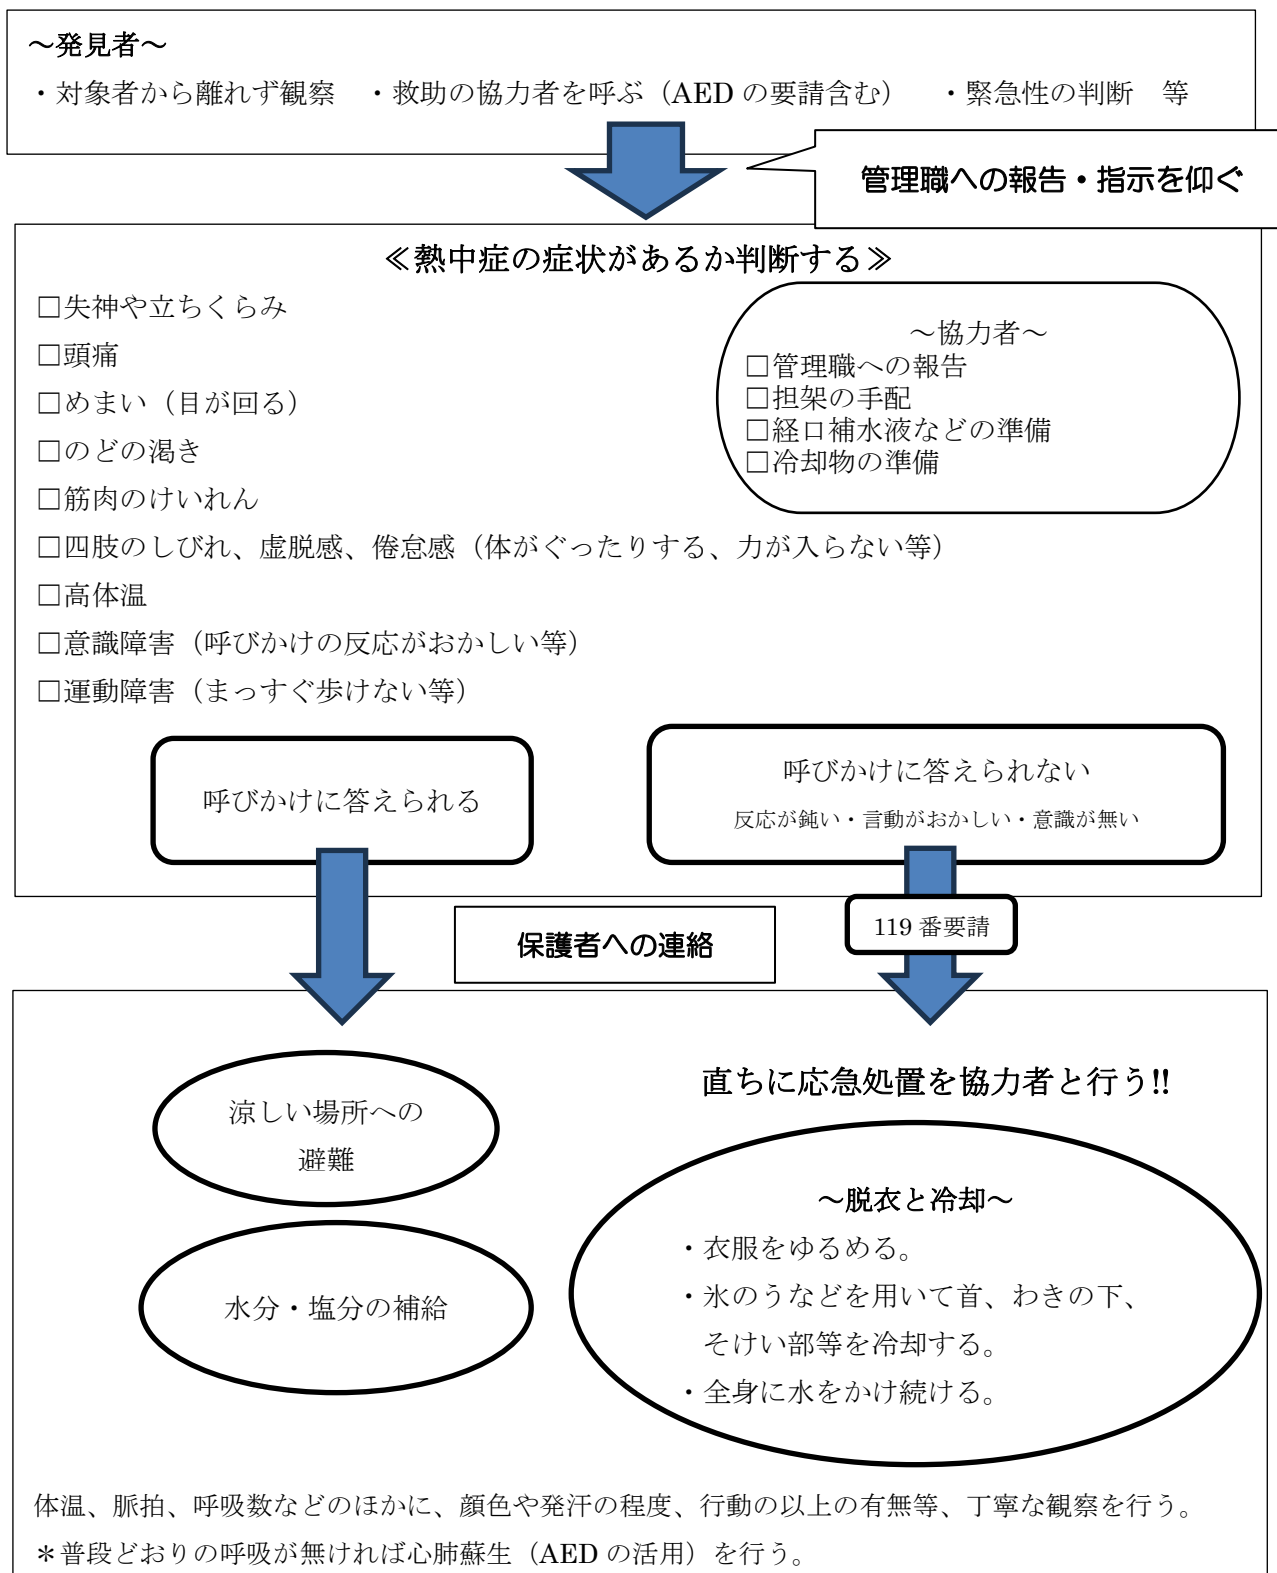 ～発見者～
・対象者から離れず観察　・救助の協力者を呼ぶ（AED の要請含む）　・緊急性の判断　等
管理職への報告・指示を仰ぐ
≪熱中症の症状があるか判断する≫
□失神や立ちくらみ
□頭痛
□めまい（目が回る）
□のどの渇き
□筋肉のけいれん
□四肢のしびれ、虚脱感、倦怠感（体がぐったりする、力が入らない等）
□高体温
□意識障害（呼びかけの反応がおかしい等）
□運動障害（まっすぐ歩けない等）
～協力者～
□管理職への報告
□担架の手配
□経口補水液などの準備
□冷却物の準備
呼びかけに答えられる
呼びかけに答えられない
反応が鈍い・言動がおかしい・意識が無い
保護者への連絡
119 番要請
涼しい場所への
避難
水分・塩分の補給
直ちに応急処置を協力者と行う!!
～脱衣と冷却～
・衣服をゆるめる。
・氷のうなどを用いて首、わきの下、
そけい部等を冷却する。
・全身に水をかけ続ける。
体温、脈拍、呼吸数などのほかに、顔色や発汗の程度、行動の以上の有無等、丁寧な観察を行う。
＊普段どおりの呼吸が無ければ心肺蘇生（AED の活用）を行う。